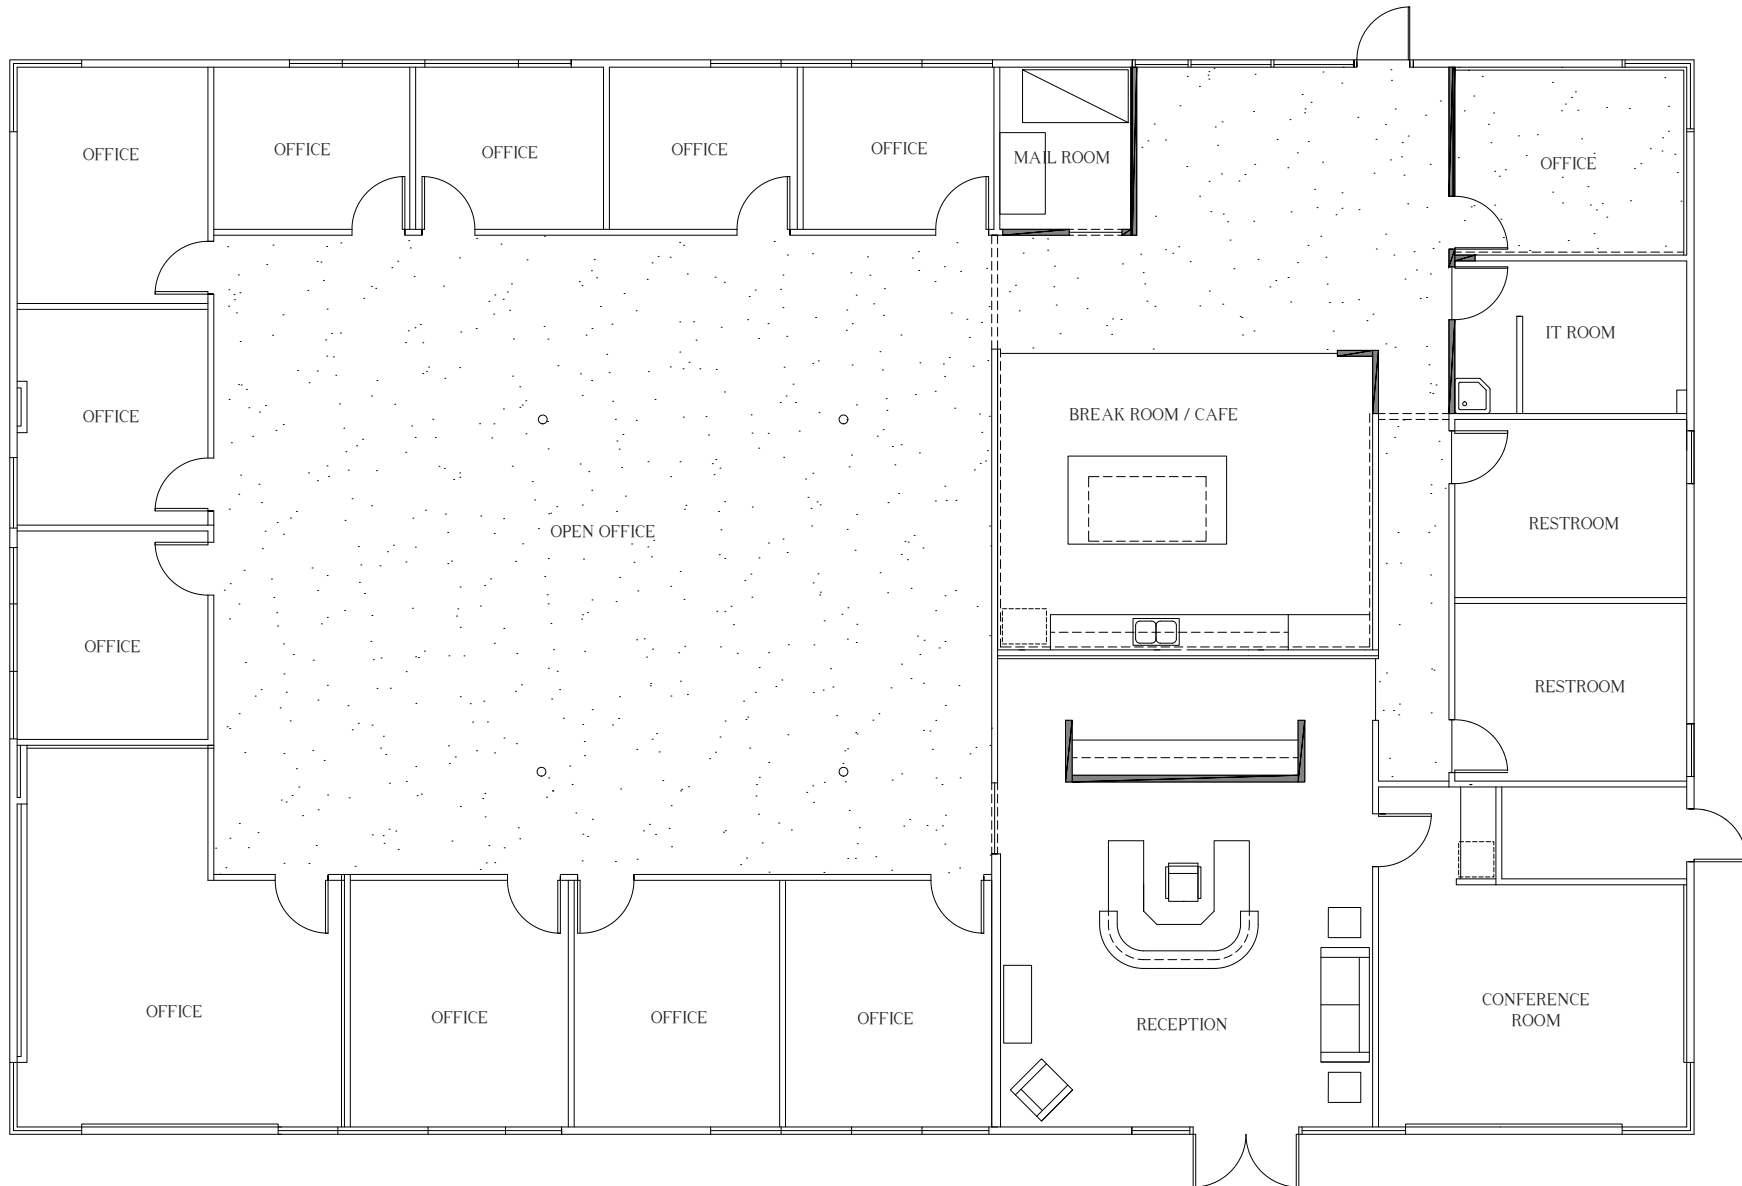 OFFICE
OFFICE
OFFICE
OFFICE
OFFICE
MAIL ROOM
OFFICE
IT ROOM
OFFICE
BREAK ROOM / CAFE
OPEN OFFICE
RESTROOM
OFFICE
RESTROOM
OFFICE
OFFICE
OFFICE
OFFICE
RECEPTION
CONFERENCE
ROOM